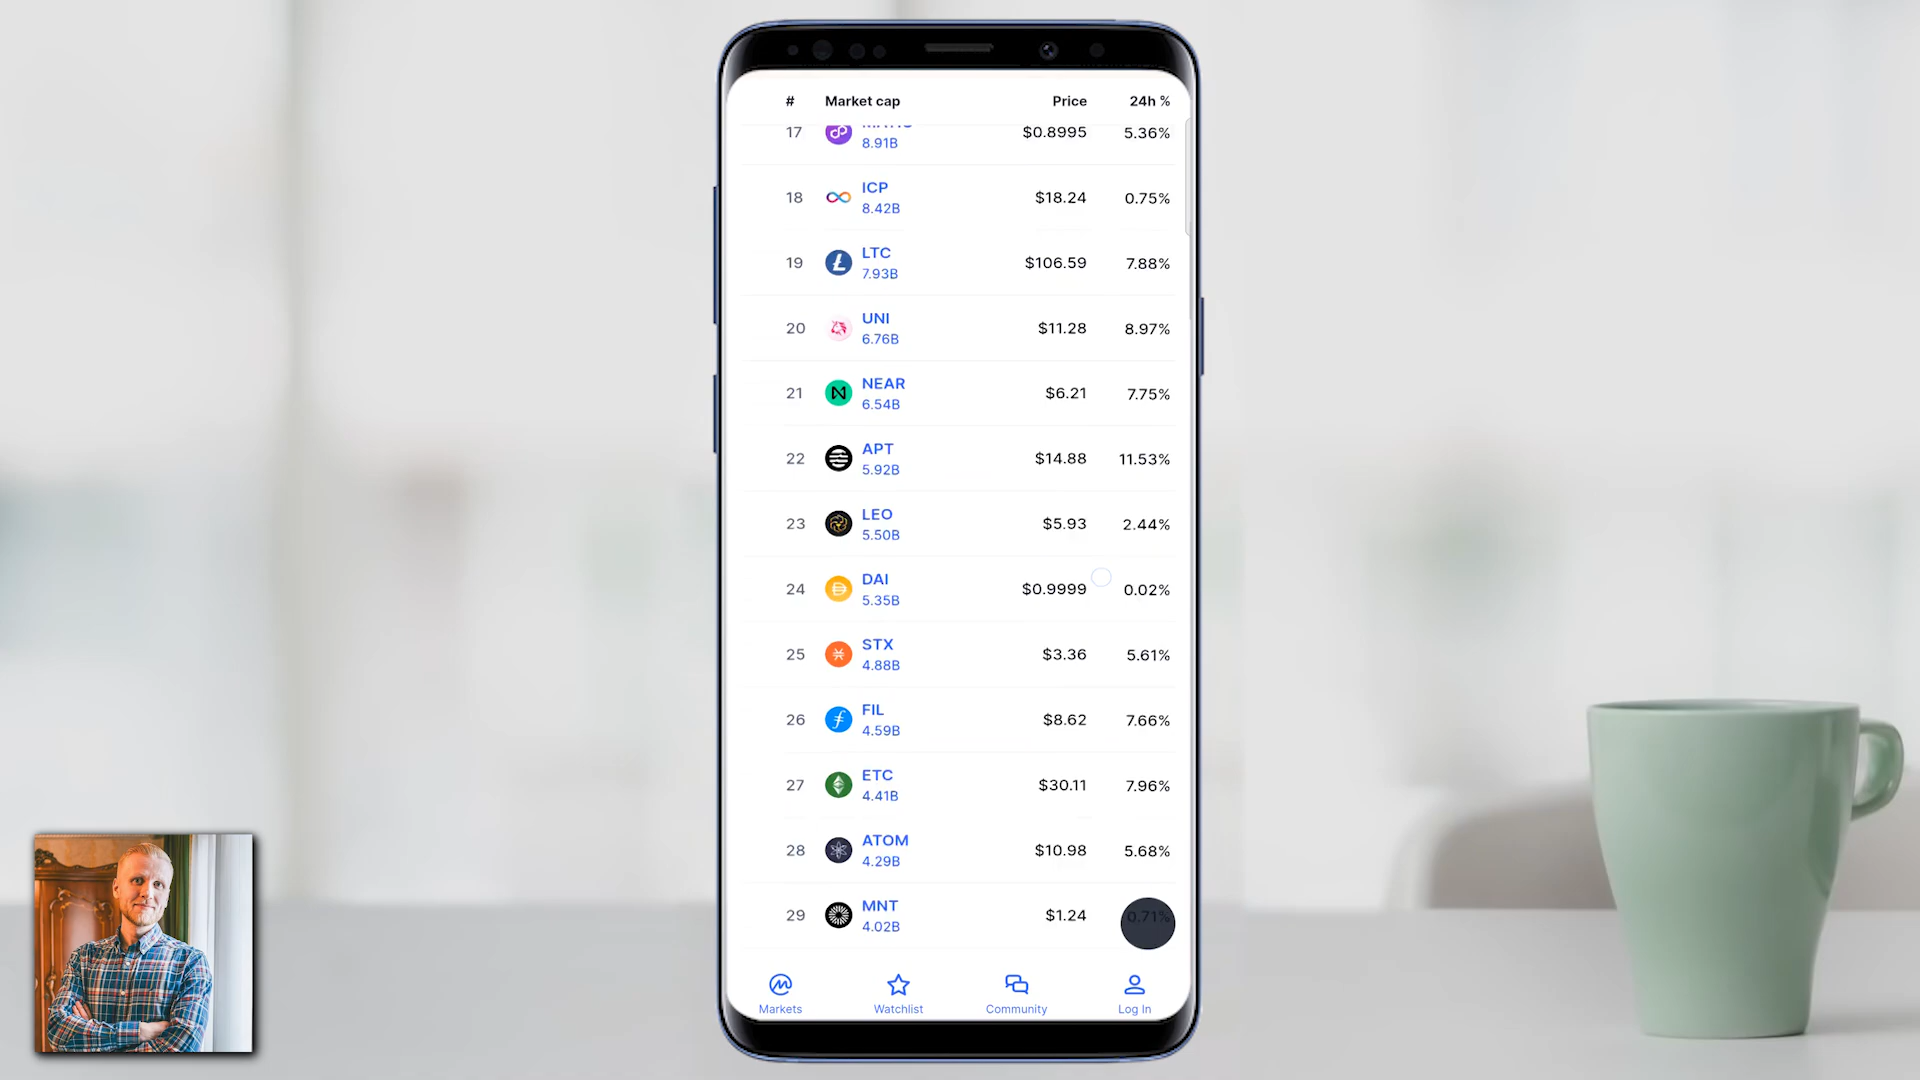 # Market cap Price 24h %
17 MATIC $0.8995 5.36%
8.91B
18 ICP $18.24 0.75%
8.42B
19 LTC $106.59 7.88%
7.93B
20 UNI $11.28 8.97%
6.76B
21 NEAR $6.21 7.75%
6.54B
22 APT $14.88 11.53%
5.92B
23 LEO $5.93 2.44%
5.50B
24 DAI $0.9999 0.02%
5.35B
25 STX $3.36 5.61%
4.88B
26 FIL $8.62 7.66%
4.59B
27 ETC $30.11 7.96%
4.41B
28 ATOM $10.98 5.68%
4.29B
29 MNT $1.24 0.71%
4.02B
Markets Watchlist Community Log In